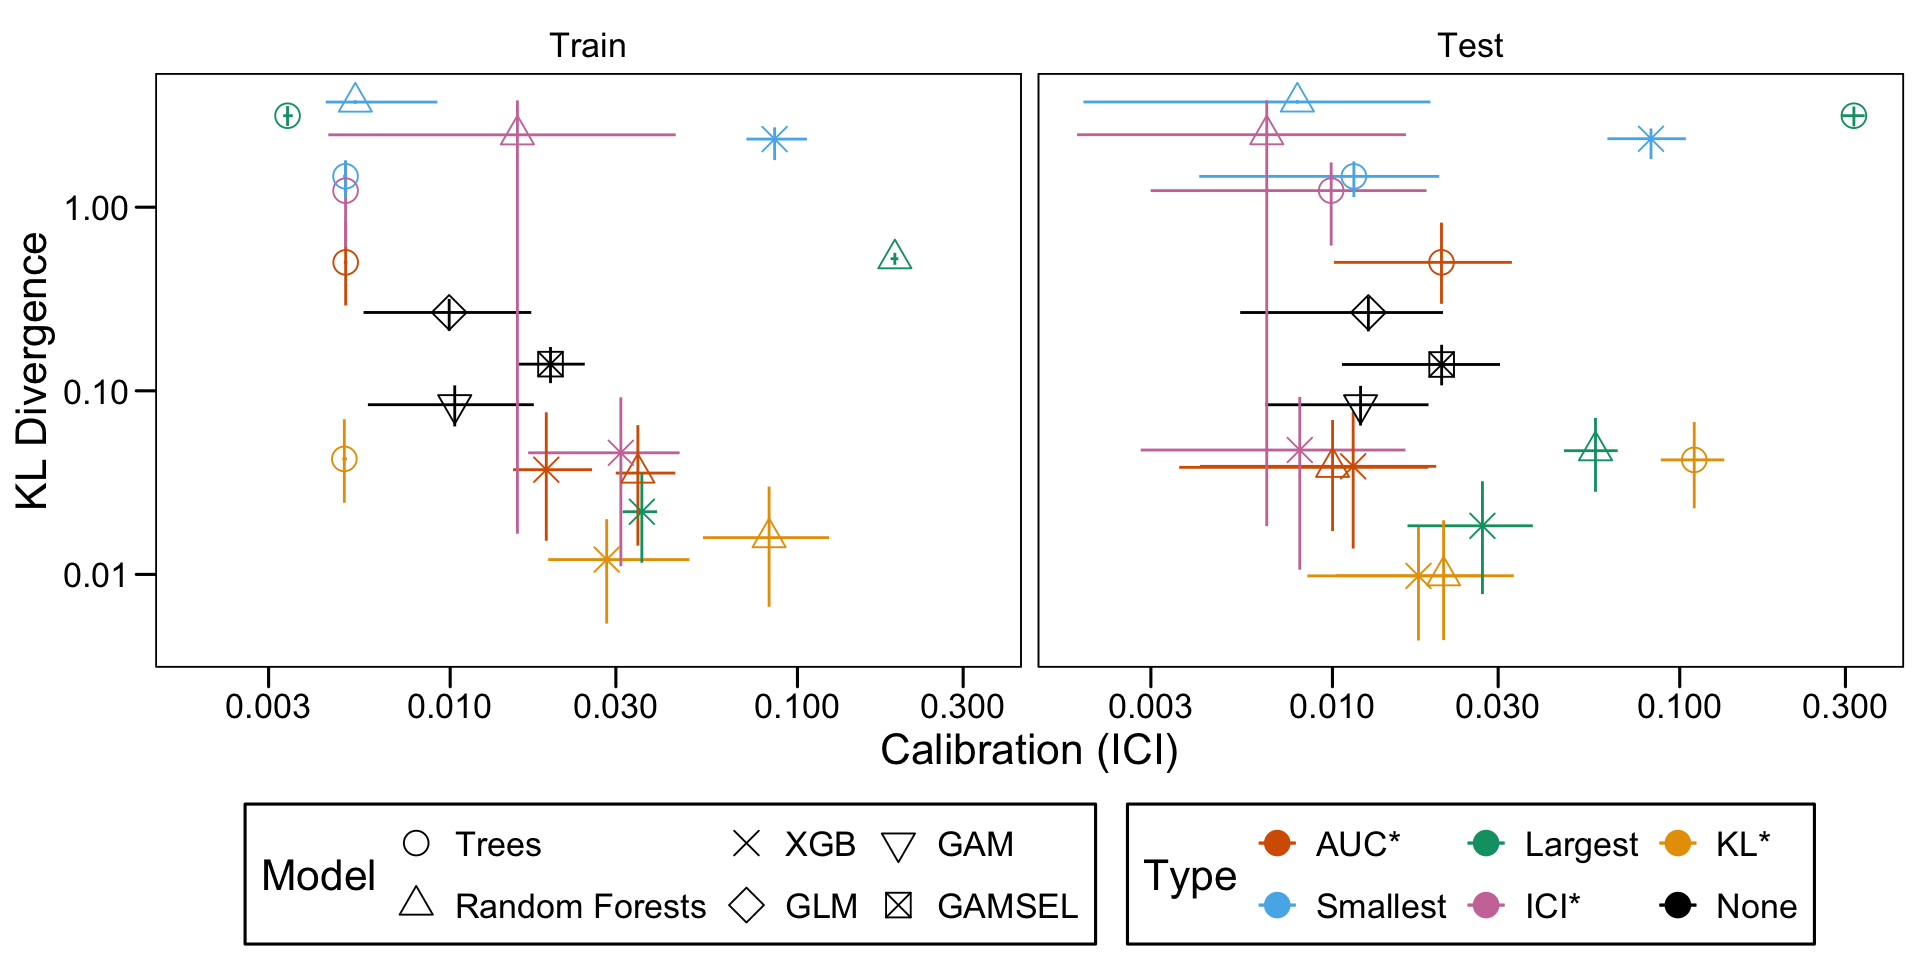 Train
Test
KL Divergence
1.00
0.10
0.01
0.003 0.010 0.030 0.100 0.300
0.003 0.010 0.030 0.100 0.300
Calibration (ICI)
Model
Trees
XGB
GAM
Random Forests
GLM
GAMSEL
Type
AUC*
Largest
KL*
Smallest
ICI*
None